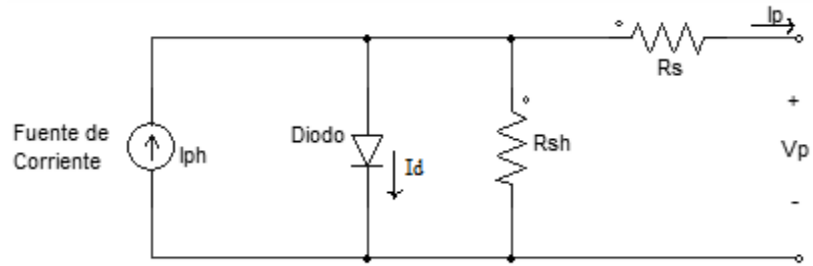 Ip
Rs
+
Fuente de
Corriente
Iph
Diodo
Id
Rsh
Vp
-